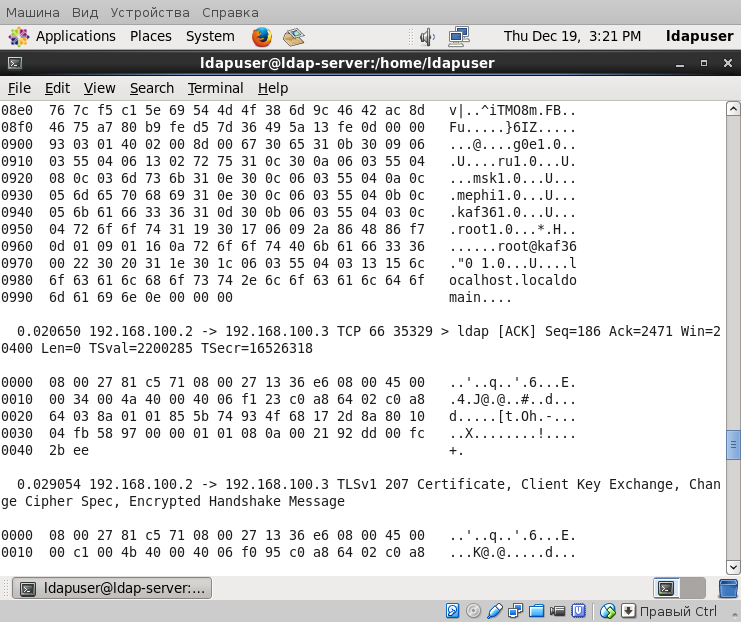 Машина Вид Устройства Справка
Applications Places System Thu Dec 19, 3:21 PM ldapuser
ldapuser@ldap-server:/home/ldapuser
File Edit View Search Terminal Help
08e0  76 7c f5 c1 5e 69 54 4d 4f 38 6d 9c 46 42 ac 8d   v|..^iTMO8m.FB..
08f0  46 75 a7 80 b9 fe d5 7d 36 49 5a 13 fe 0d 00 00   Fu.....}6IZ.....
0900  93 03 01 40 02 00 8d 00 67 30 65 31 0b 30 09 06   ...@....g0e1.0..
0910  03 55 04 06 13 02 72 75 31 0c 30 0a 06 03 55 04   .U....ru1.0...U.
0920  08 0c 03 6d 73 6b 31 0e 30 0c 06 03 55 04 0a 0c   ...msk1.0...U...
0930  05 6d 65 70 68 69 31 0e 30 0c 06 03 55 04 0b 0c   .mephi1.0...U...
0940  05 6b 61 66 33 36 31 0d 30 0b 06 03 55 04 03 0c   .kaf361.0...U...
0950  04 72 6f 6f 74 31 19 30 17 06 09 2a 86 48 86 f7   .root1.0...*.H..
0960  0d 01 09 01 16 0a 72 6f 6f 74 40 6b 61 66 33 36   ......root@kaf36
0970  00 22 30 20 31 1e 30 1c 06 03 55 04 03 13 15 6c   ."0 1.0...U....l
0980  6f 63 61 6c 68 6f 73 74 2e 6c 6f 63 61 6c 64 6f   ocalhost.localdo
0990  6d 61 69 6e 0e 00 00 00                           main....
0.020650 192.168.100.2 -> 192.168.100.3 TCP 66 35329 > ldap [ACK] Seq=186 Ack=2471 Win=2
0400 Len=0 TSval=2200285 TSecr=16526318
0000  08 00 27 81 c5 71 08 00 27 13 36 e6 08 00 45 00   ..'..q..'.6...E.
0010  00 34 00 4a 40 00 40 06 f1 23 c0 a8 64 02 c0 a8   .4.J@.@..#..d...
0020  64 03 8a 01 01 85 5b 74 93 4f 68 17 2d 8a 80 10   d.....[t.Oh.-...
0030  04 fb 58 97 00 00 01 01 08 0a 00 21 92 dd 00 fc   ..X........!....
0040  2b ee                                             +.
0.029054 192.168.100.2 -> 192.168.100.3 TLSv1 207 Certificate, Client Key Exchange, Chan
ge Cipher Spec, Encrypted Handshake Message
0000  08 00 27 81 c5 71 08 00 27 13 36 e6 08 00 45 00   ..'..q..'.6...E.
0010  00 c1 00 4b 40 00 40 06 f0 95 c0 a8 64 02 c0 a8   ...K@.@.....d...
ldapuser@ldap-server:...
Правый Ctrl